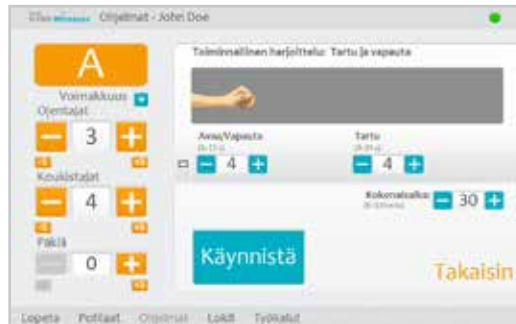 Ohjelmat - John Doe
A
Voimakkuus
Ojentajat
3
Koukistajat
4
0
Toiminnallinen harjoittelu: Tartu ja vapauta
Avaa/Vapauta
4
Tartu
4
Kokonaisaika:
30
Käynnistä
Takaisin
Lopeta Potilaat Ohjelmat Lokit Työkalut